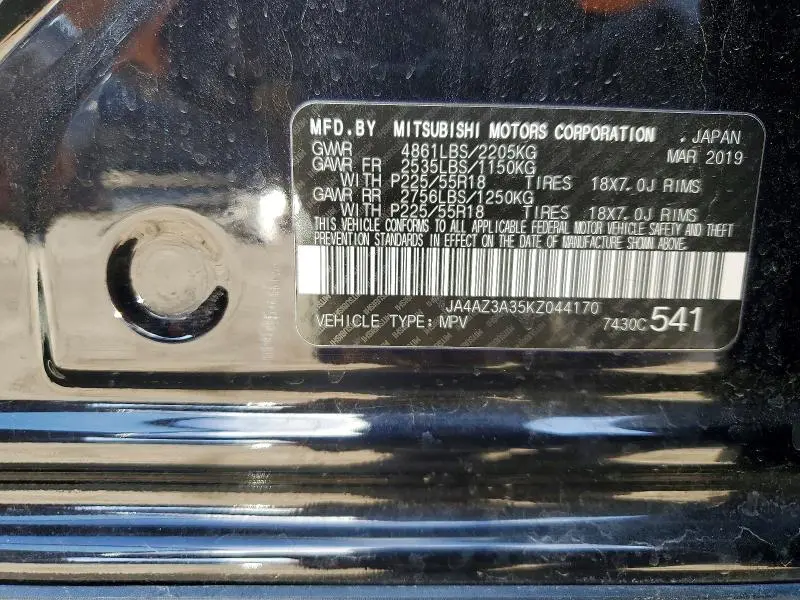 MFD.BY MITSUBISHI MOTORS CORPORATION , JAPAN
GVWR 4861LBS/2205KG MAR 2019
GAWR FR 2535LBS/1150KG
WITH P225/55R18 TIRES 18X7.0J RIMS
GAWR RR 2756LBS/1250KG
WITH P225/55R18 TIRES 18X7.0J RIMS
THIS VEHICLE CONFORMS TO ALL APPLICABLE FEDERAL MOTOR VEHICLE SAFETY AND THEFT
PREVENTION STANDARDS IN EFFECT ON THE DATE OF MANUFACTURE SHOWN ABOVE.
JA4AZ3A35KZ044170
VEHICLE TYPE: MPV 7430C 541